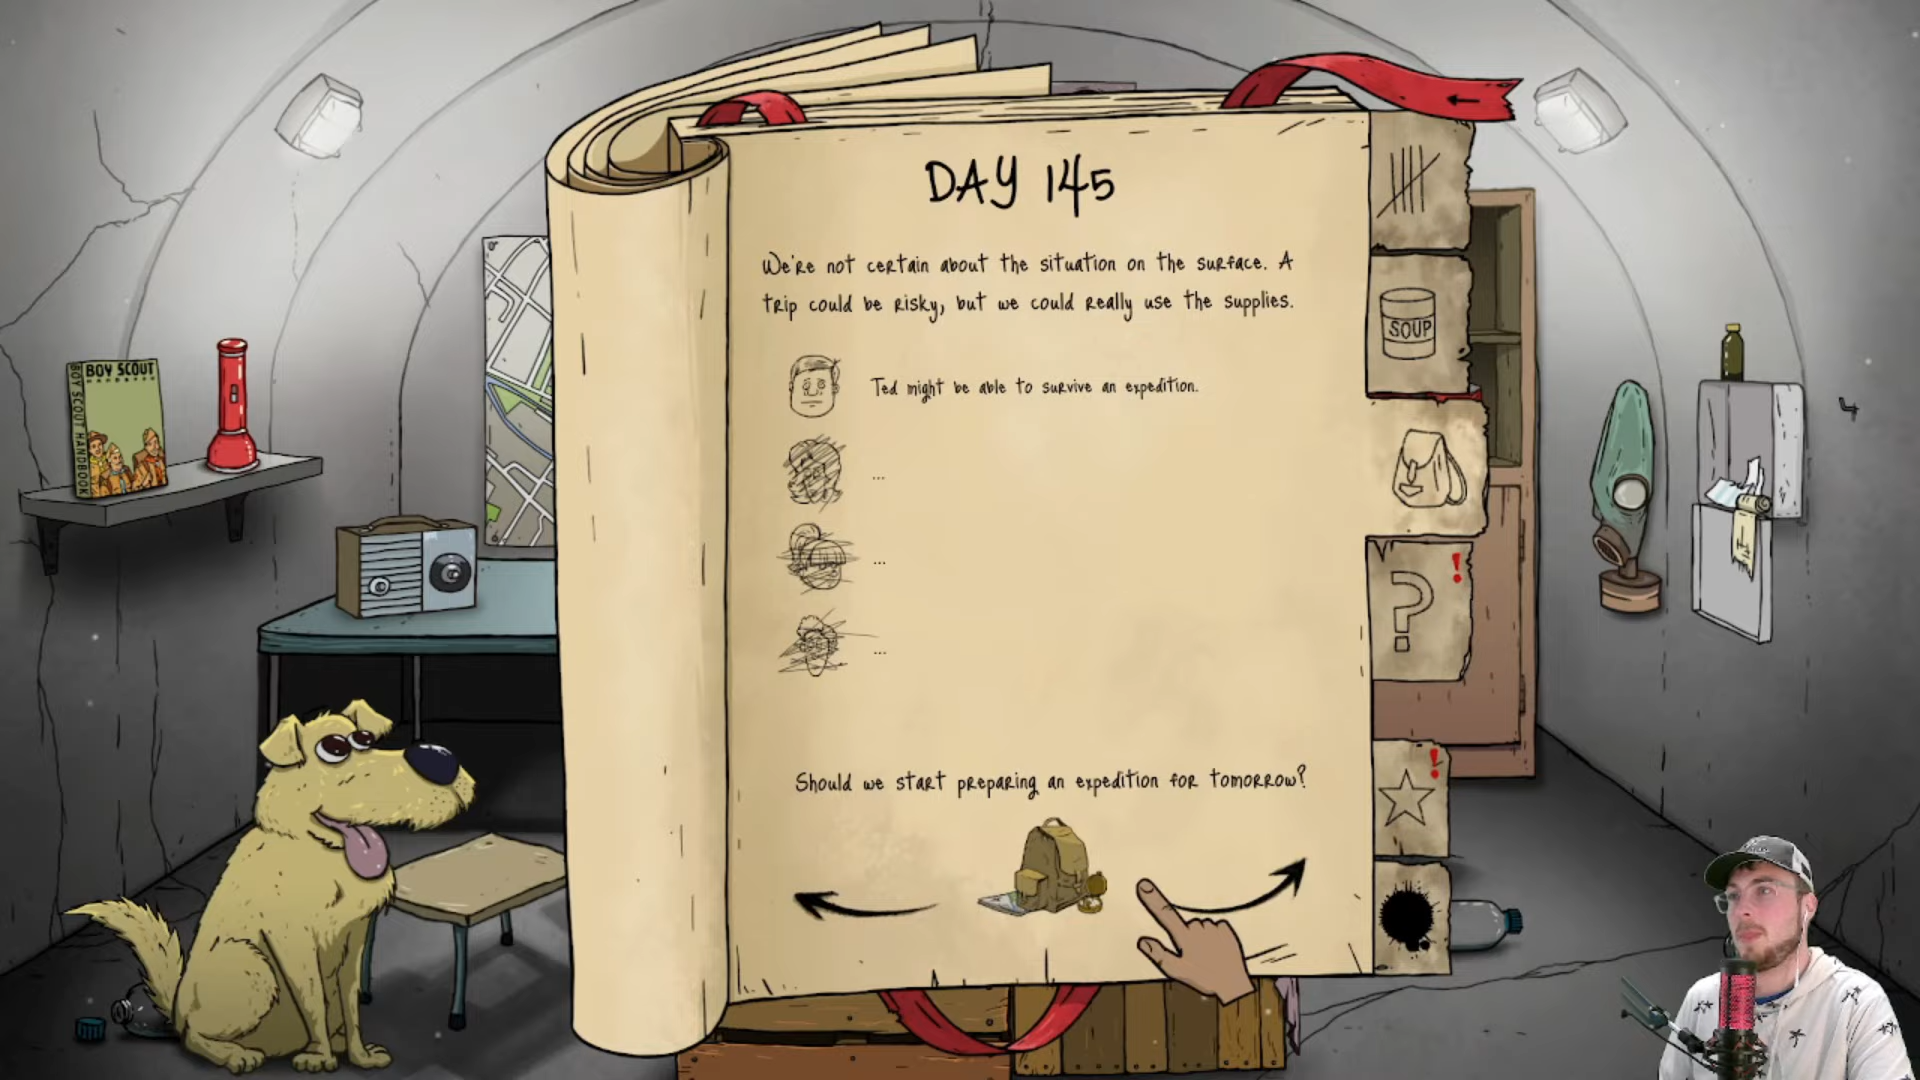 DAY 145
We're not certain about the situation on the surface. A
trip could be risky, but we could really use the supplies.
Ted might be able to survive an expedition.
...
...
...
Should we start preparing an expedition for tomorrow?
SOUP
?
!
!
BOY SCOUT
BOY SCOUT HANDBOOK